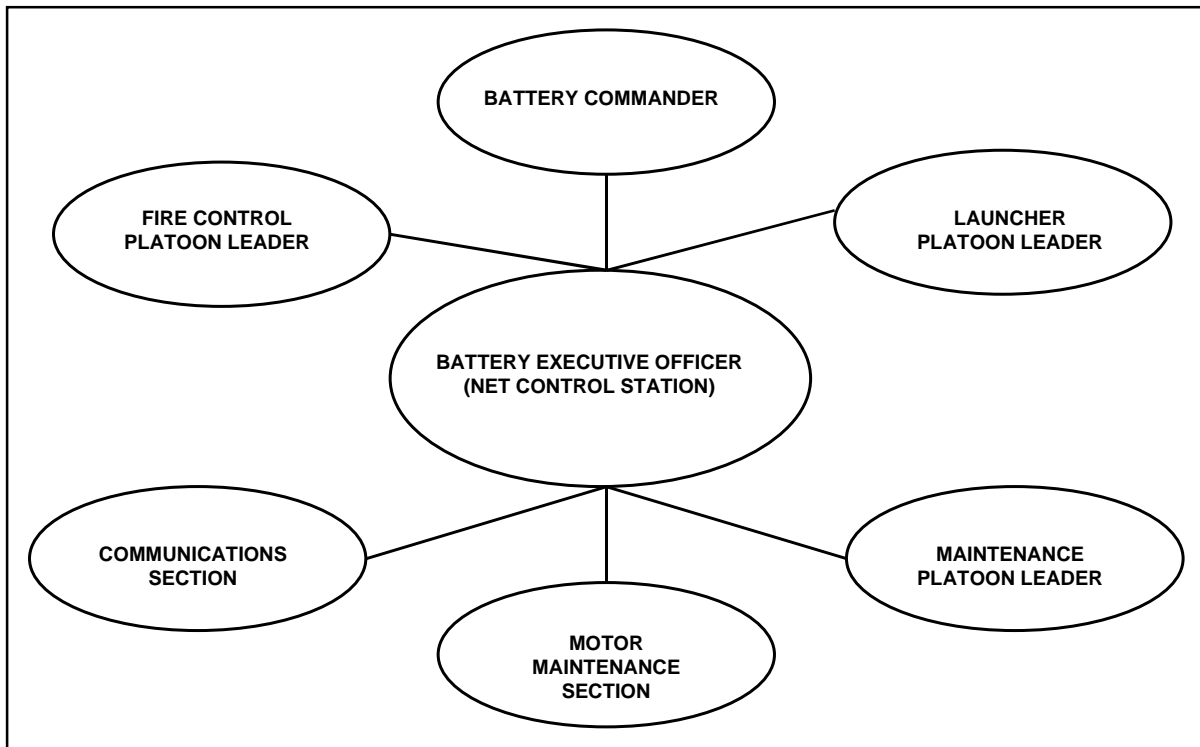 BATTERY COMMANDER
FIRE CONTROL
PLATOON LEADER
LAUNCHER
PLATOON LEADER
BATTERY EXECUTIVE OFFICER
(NET CONTROL STATION)
COMMUNICATIONS
SECTION
MAINTENANCE
PLATOON LEADER
MOTOR
MAINTENANCE
SECTION